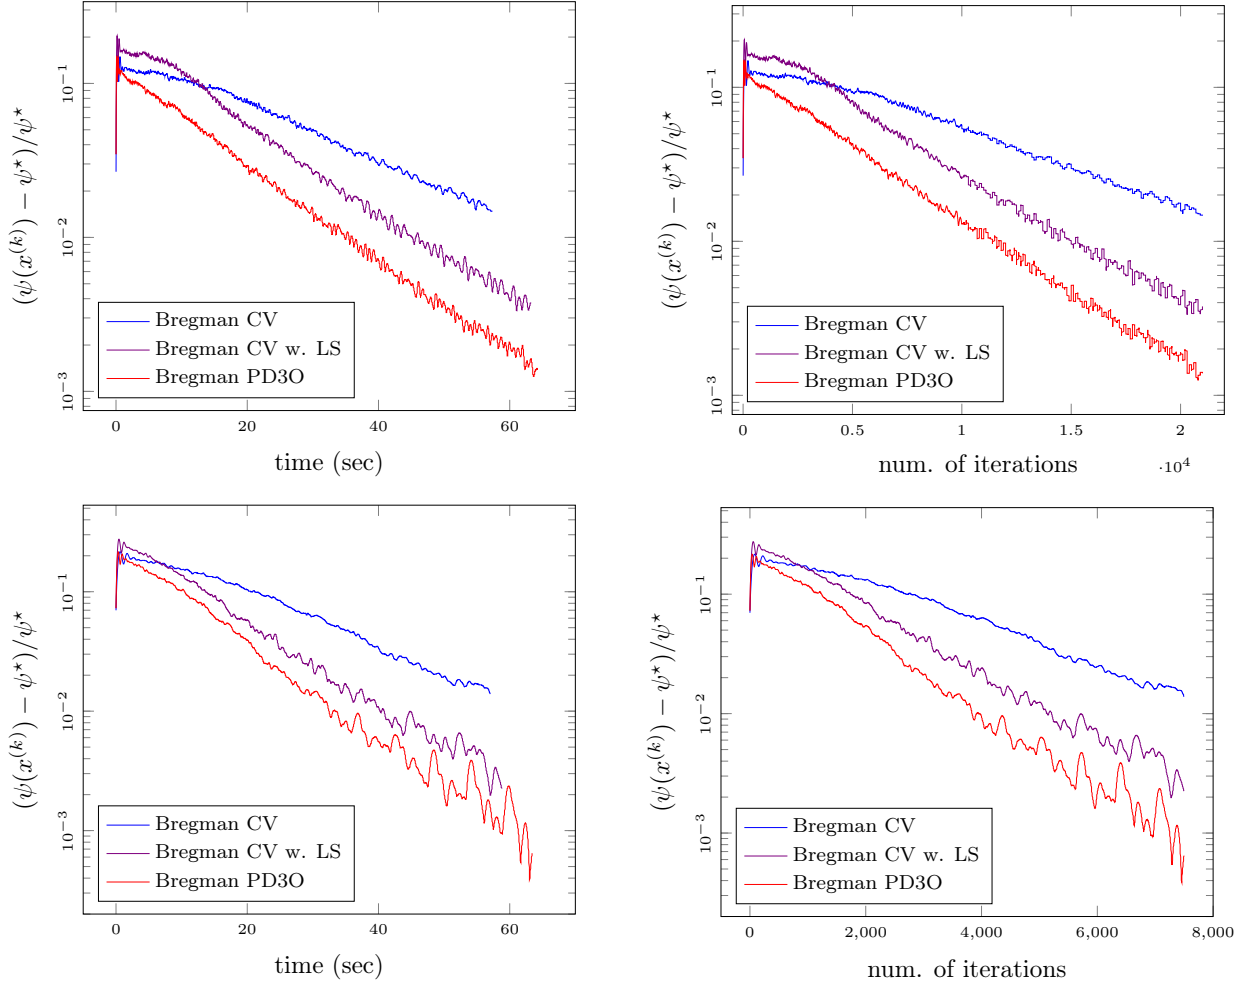 10⁻¹
10⁻²
10⁻³
(ψ(x⁽ᵏ⁾) − ψ⋆)/ψ⋆
Bregman CV
Bregman CV w. LS
Bregman PD3O
0 20 40 60
time (sec)
10⁻¹
10⁻²
10⁻³
(ψ(x⁽ᵏ⁾) − ψ⋆)/ψ⋆
Bregman CV
Bregman CV w. LS
Bregman PD3O
0 0.5 1 1.5 2
num. of iterations
·10⁴
10⁻¹
10⁻²
10⁻³
(ψ(x⁽ᵏ⁾) − ψ⋆)/ψ⋆
Bregman CV
Bregman CV w. LS
Bregman PD3O
0 20 40 60
time (sec)
10⁻¹
10⁻²
10⁻³
(ψ(x⁽ᵏ⁾) − ψ⋆)/ψ⋆
Bregman CV
Bregman CV w. LS
Bregman PD3O
0 2,000 4,000 6,000 8,000
num. of iterations